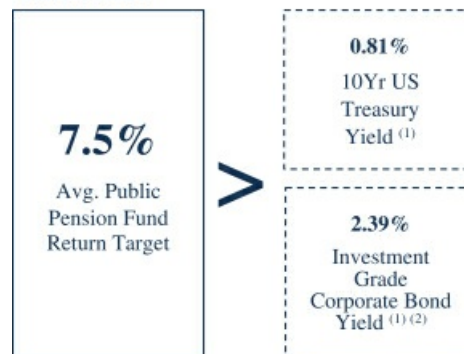 7.5%
Avg. Public
Pension Fund
Return Target
>
0.81%
10Yr US
Treasury
Yield (1)
2.39%
Investment
Grade
Corporate Bond
Yield (1) (2)